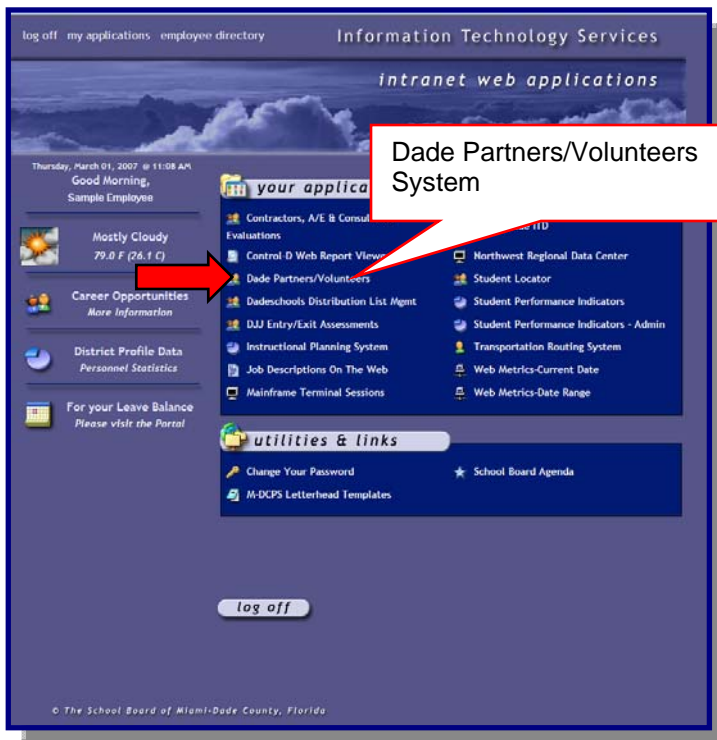 log off my applications employee directory
Information Technology Services
intranet web applications
Thursday, March 01, 2007 @ 11:08 AM
Good Morning,
Sample Employee
Mostly Cloudy
79.0 F (26.1 C)
Career Opportunities
More Information
District Profile Data
Personnel Statistics
For your Leave Balance
Please visit the Portal
Dade Partners/Volunteers
System
your applica
Contractors, A/E & Consul
Evaluations
Control-D Web Report Viewe
Dade Partners/Volunteers
Dadeschools Distribution List Mgmt
DJJ Entry/Exit Assessments
Instructional Planning System
Job Descriptions On The Web
Mainframe Terminal Sessions
ITD
Northwest Regional Data Center
Student Locator
Student Performance Indicators
Student Performance Indicators - Admin
Transportation Routing System
Web Metrics-Current Date
Web Metrics-Date Range
utilities & links
Change Your Password
M-DCPS Letterhead Templates
School Board Agenda
log off
© The School Board of Miami-Dade County, Florida